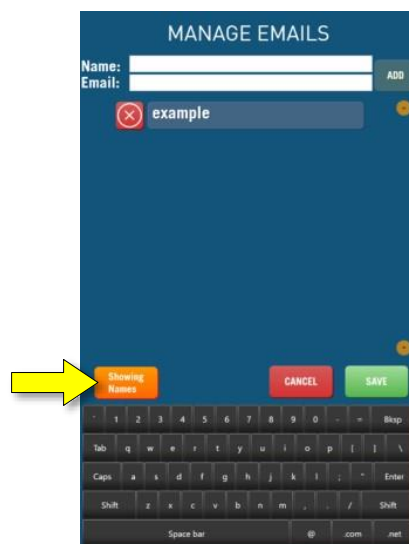 MANAGE EMAILS
Name:
Email:
ADD
example
Showing
Names
CANCEL
SAVE
` 1 2 3 4 5 6 7 8 9 0 - = Bksp
Tab q w e r t y u i o p [ ] \
Caps a s d f g h j k l ; ' Enter
Shift z x c v b n m , . / Shift
Space bar @ .com .net